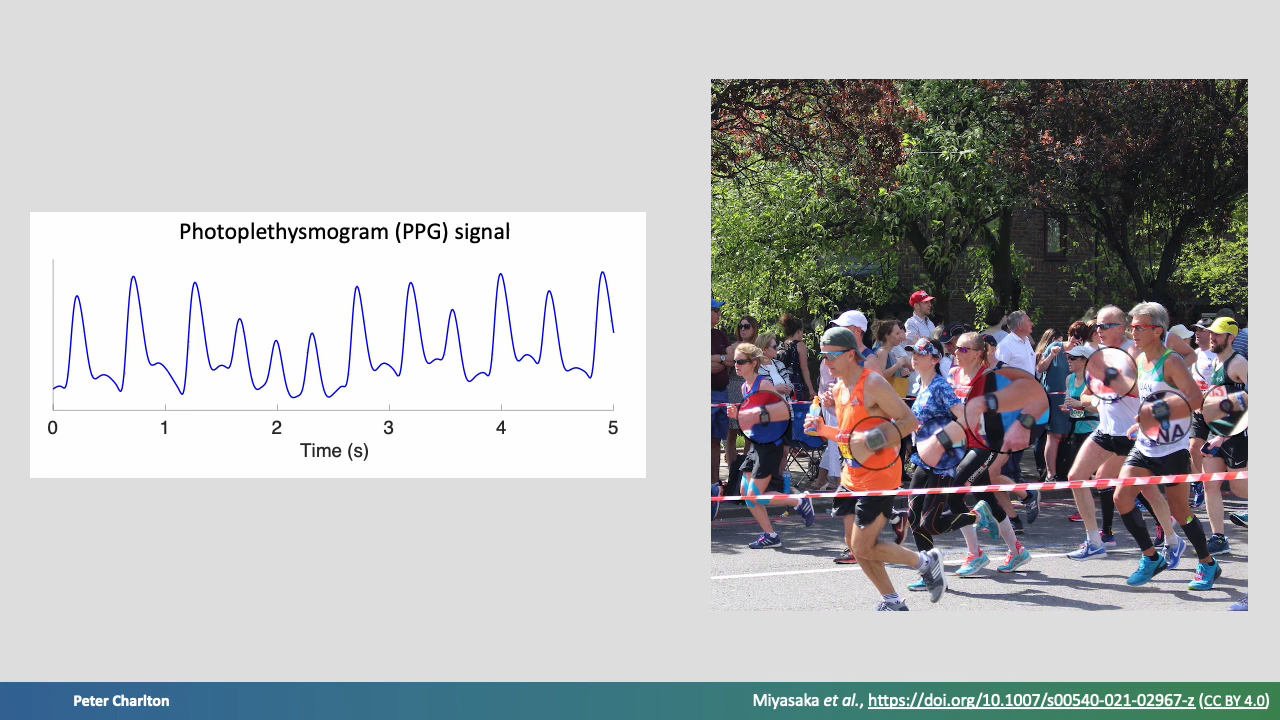 Photoplethysmogram (PPG) signal
0 1 2 3 4 5
Time (s)
NA
Peter Charlton
Miyasaka et al., https://doi.org/10.1007/s00540-021-02967-z (CC BY 4.0)